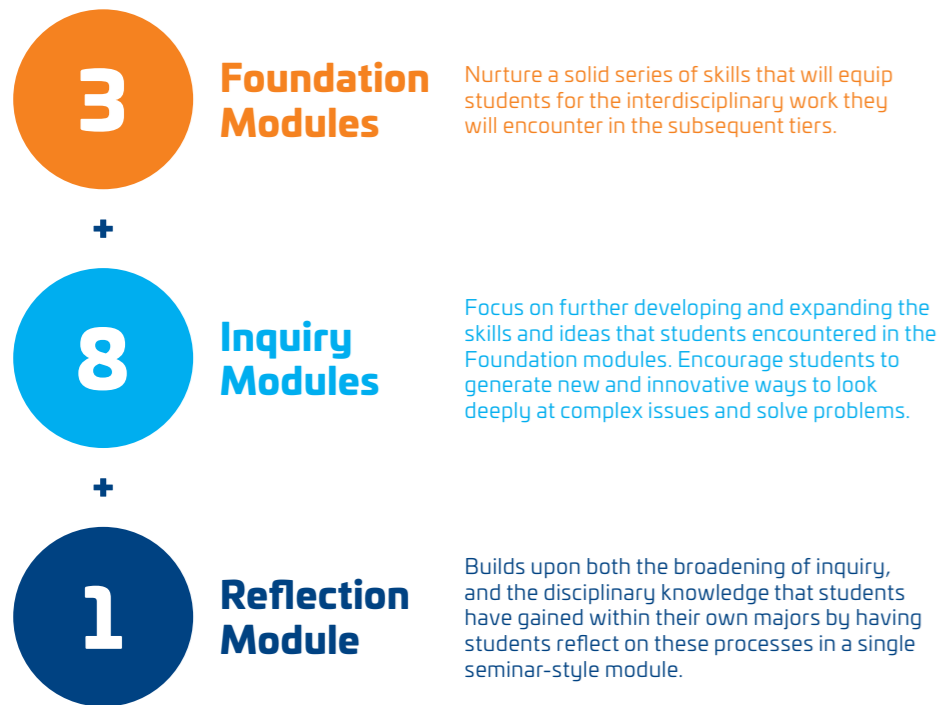 3
Foundation
Modules
Nurture a solid series of skills that will equip
students for the interdisciplinary work they
will encounter in the subsequent tiers.
+
8
Inquiry
Modules
Focus on further developing and expanding the
skills and ideas that students encountered in the
Foundation modules. Encourage students to
generate new and innovative ways to look
deeply at complex issues and solve problems.
+
1
Reflection
Module
Builds upon both the broadening of inquiry,
and the disciplinary knowledge that students
have gained within their own majors by having
students reflect on these processes in a single
seminar-style module.